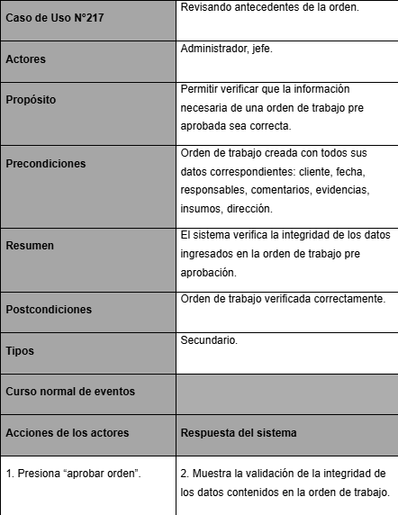 Caso de Uso N°217
Revisando antecedentes de la orden.
Actores
Administrador, jefe.
Propósito
Permitir verificar que la información
necesaria de una orden de trabajo pre
aprobada sea correcta.
Precondiciones
Orden de trabajo creada con todos sus
datos correspondientes: cliente, fecha,
responsables, comentarios, evidencias,
insumos, dirección.
Resumen
El sistema verifica la integridad de los datos
ingresados en la orden de trabajo pre
aprobación.
Postcondiciones
Orden de trabajo verificada correctamente.
Tipos
Secundario.
Curso normal de eventos
Acciones de los actores
Respuesta del sistema
1. Presiona “aprobar orden”.
2. Muestra la validación de la integridad de
los datos contenidos en la orden de trabajo.